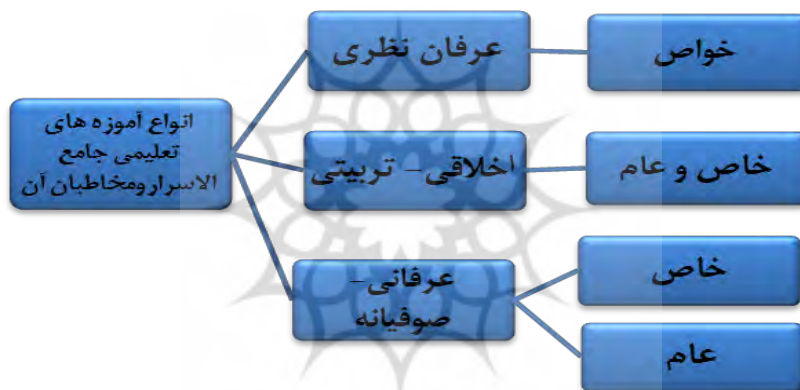 انواع آموزه های
تعلیمی جامع
الاسرار ومخاطبان آن
عرفان نظری
خواص
اخلاقی – تربیتی
خاص و عام
عرفانی–
صوفیانه
خاص
عام